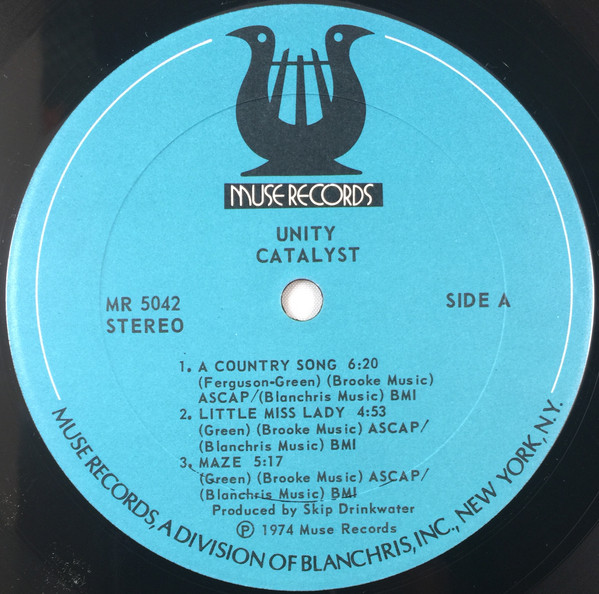 MUSE RECORDS
UNITY
CATALYST
MR 5042
STEREO
SIDE A
1. A COUNTRY SONG 6:20
(Ferguson-Green) (Brooke Music)
ASCAP/(Blanchris Music) BMI
2. LITTLE MISS LADY 4:53
(Green) (Brooke Music) ASCAP/
(Blanchris Music) BMI
3. MAZE 5:17
(Green) (Brooke Music) ASCAP/
(Blanchris Music) BMI
Produced by Skip Drinkwater
Ⓟ 1974 Muse Records
MUSE RECORDS, A DIVISION OF BLANCHRIS, INC., NEW YORK, N.Y.